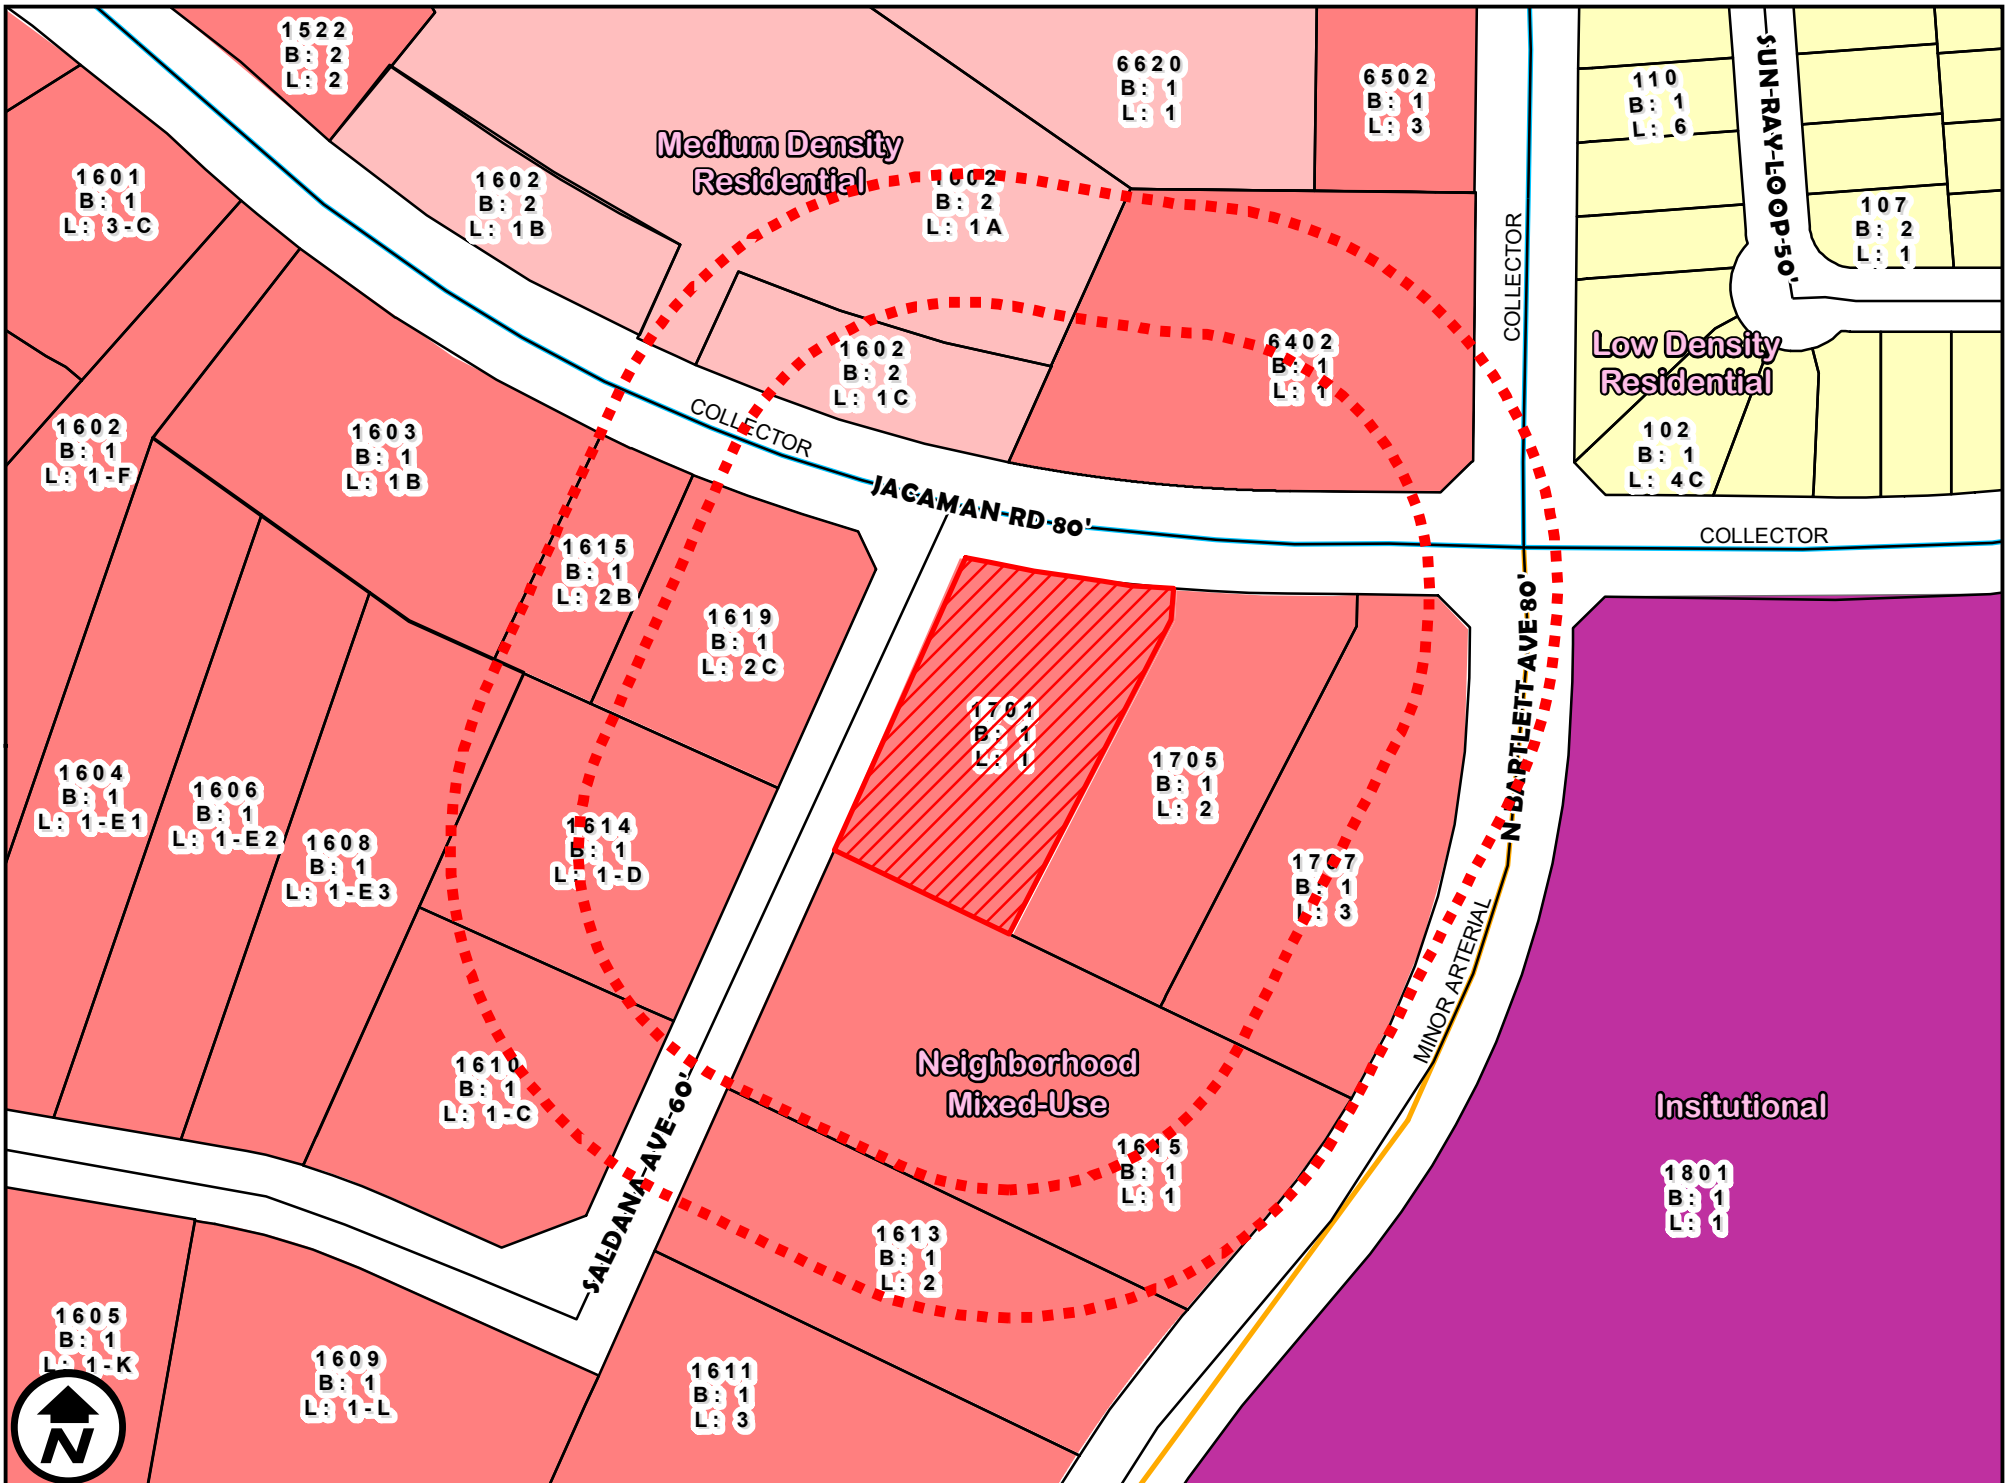 1522
B: 2
L: 2
6620
B: 1
L: 1
6502
B: 1
L: 3
110
B: 1
L: 6
SUN-RAY-LOOP-50'
Medium Density
Residential
1601
B: 1
L: 3-C
1602
B: 2
L: 1B
1602
B: 2
L: 1A
107
B: 2
L: 1
COLLECTOR
1602
B: 2
L: 1C
6402
B: 1
L: 1
Low Density
Residential
1602
B: 1
L: 1-F
1603
B: 1
L: 1B
COLLECTOR
102
B: 1
L: 4C
JACAMAN-RD-80'
COLLECTOR
1615
B: 1
L: 2B
1619
B: 1
L: 2C
N-BARTLETT-AVE-80'
1701
B: 1
L: 1
1705
B: 1
L: 2
1604
B: 1
L: 1-E1
1606
B: 1
L: 1-E2
1608
B: 1
L: 1-E3
1614
B: 1
L: 1-D
1707
B: 1
L: 3
MINOR ARTERIAL
1610
B: 1
L: 1-C
SALDANA-AVE-60'
Neighborhood
Mixed-Use
Insitutional
1615
B: 1
L: 1
1801
B: 1
L: 1
1613
B: 1
L: 2
1605
B: 1
L: 1-K
1609
B: 1
L: 1-L
1611
B: 1
L: 3
N